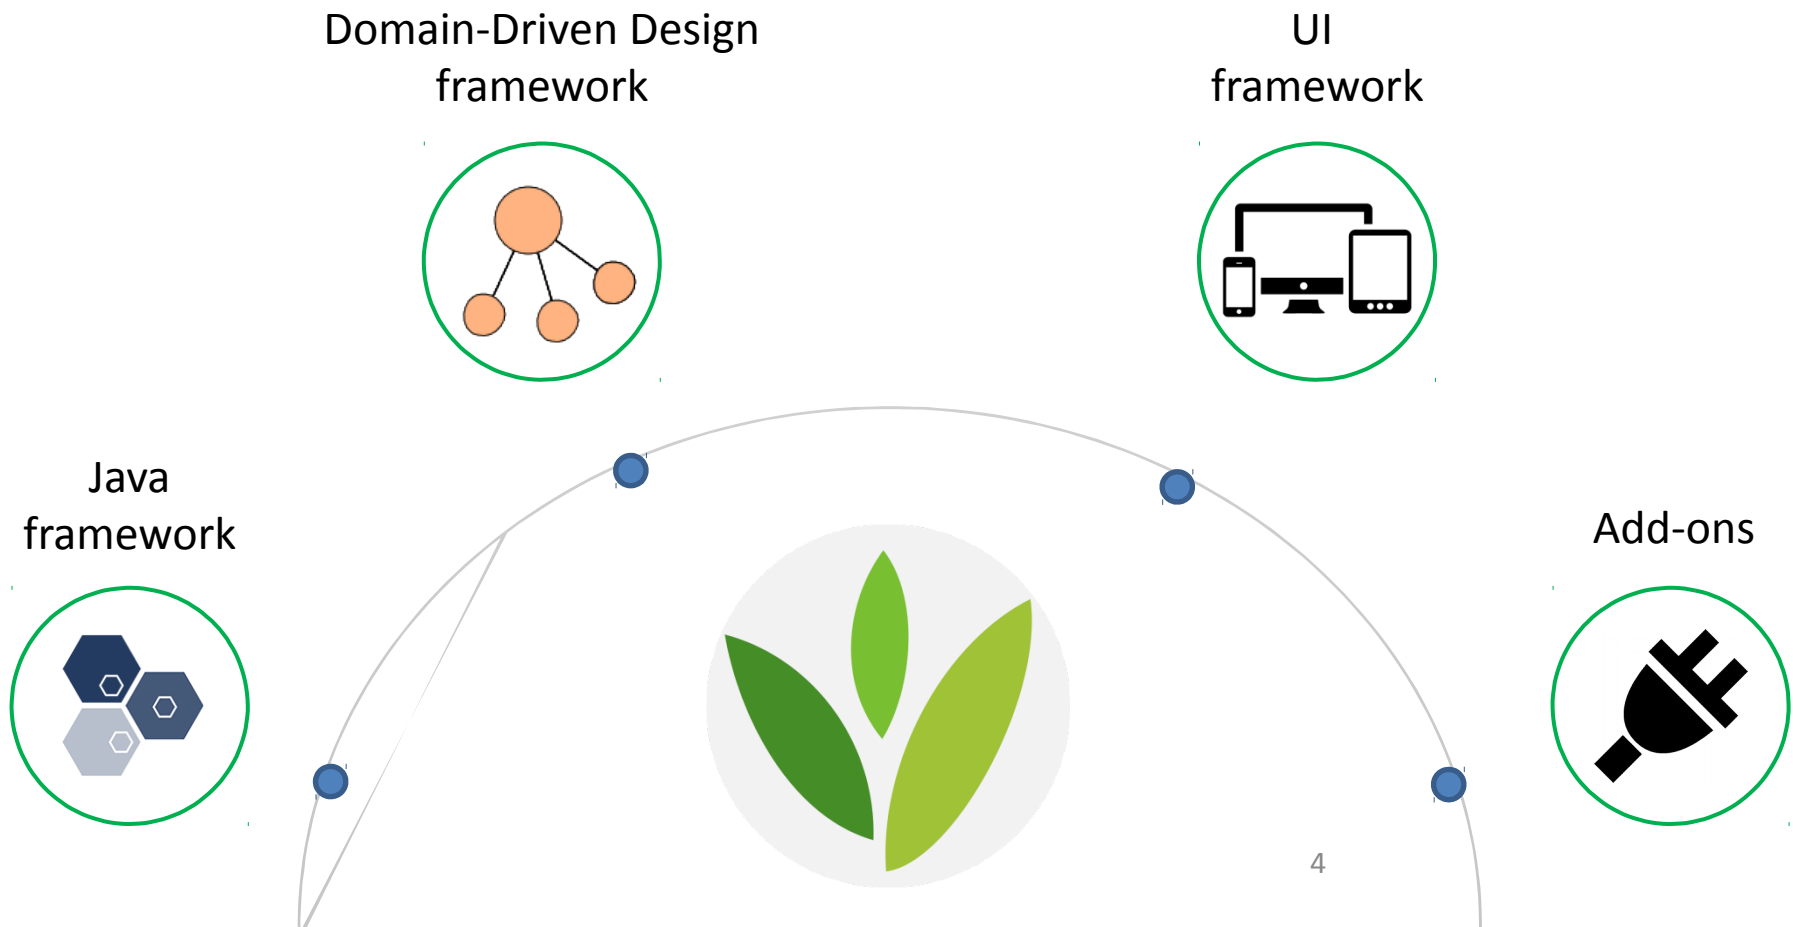 Domain-Driven Design
framework
UI
framework
Java
framework
Add-ons
4